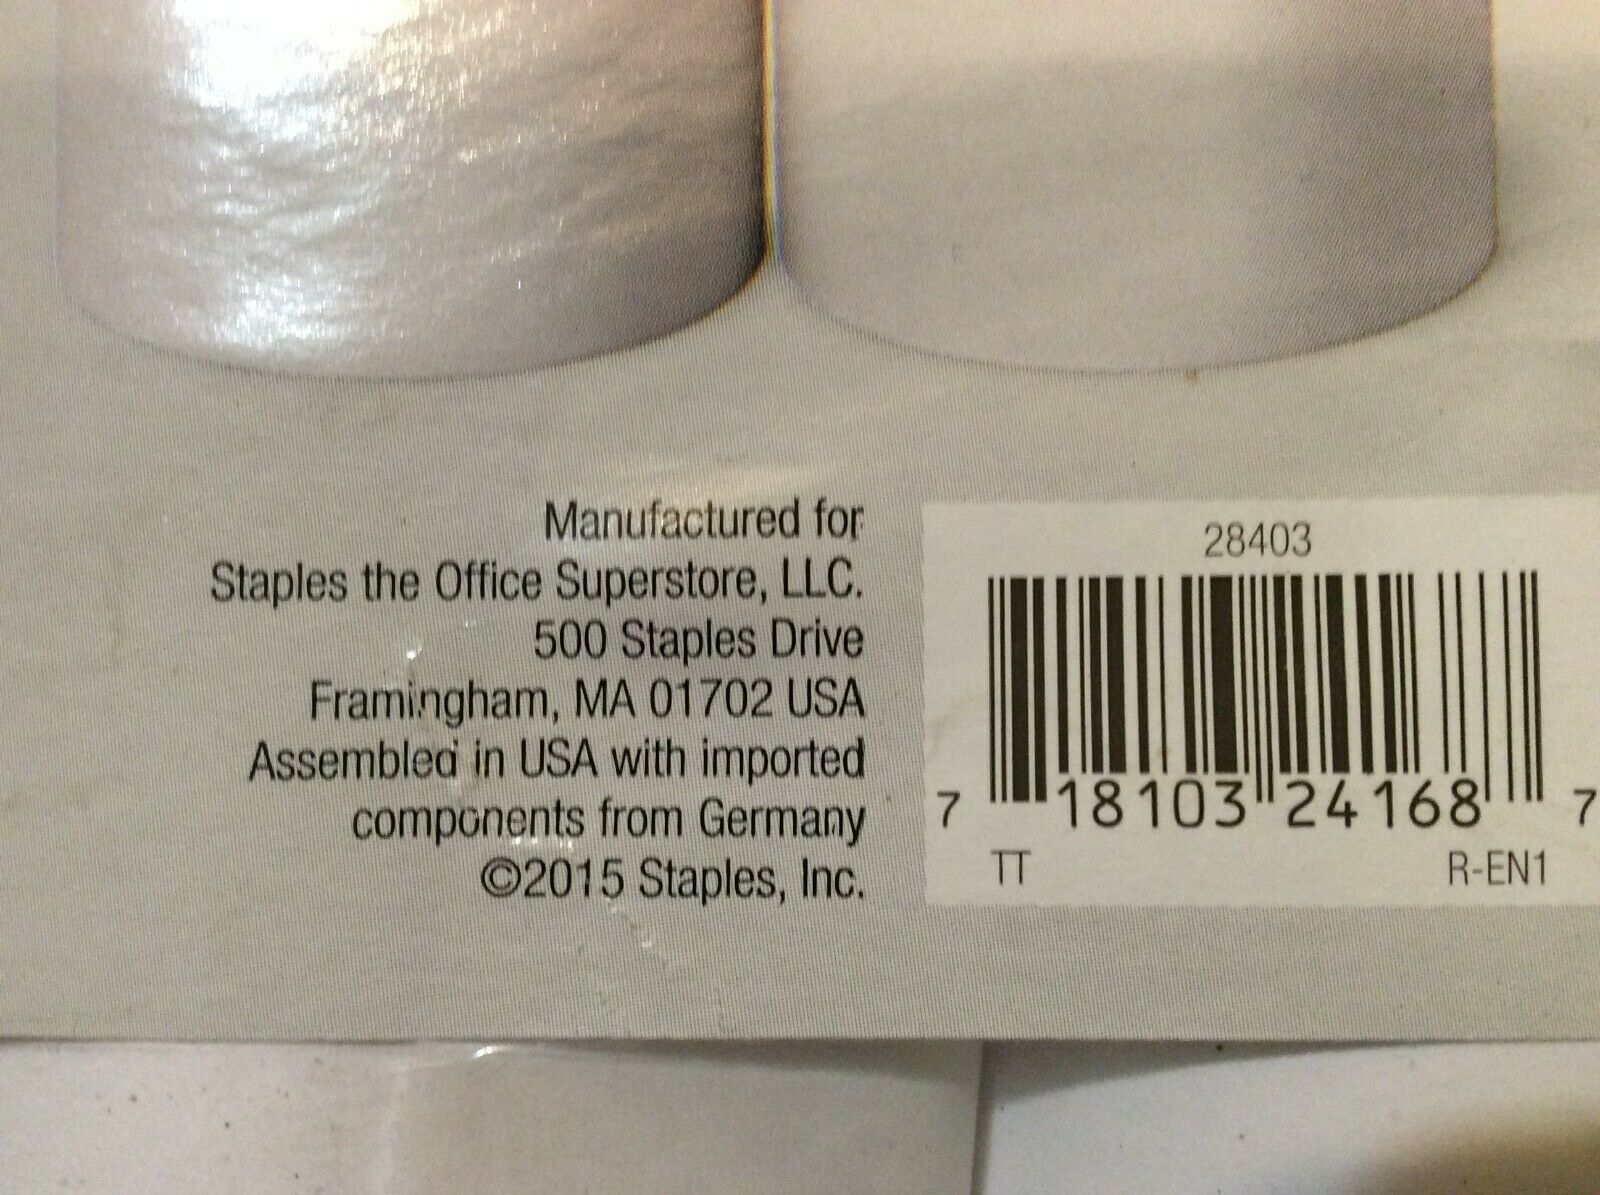 Manufactured for
Staples the Office Superstore, LLC.
500 Staples Drive
Framingham, MA 01702 USA
Assembled in USA with imported
components from Germany
©2015 Staples, Inc.
28403
7 18103 24168 7
TT R-EN1